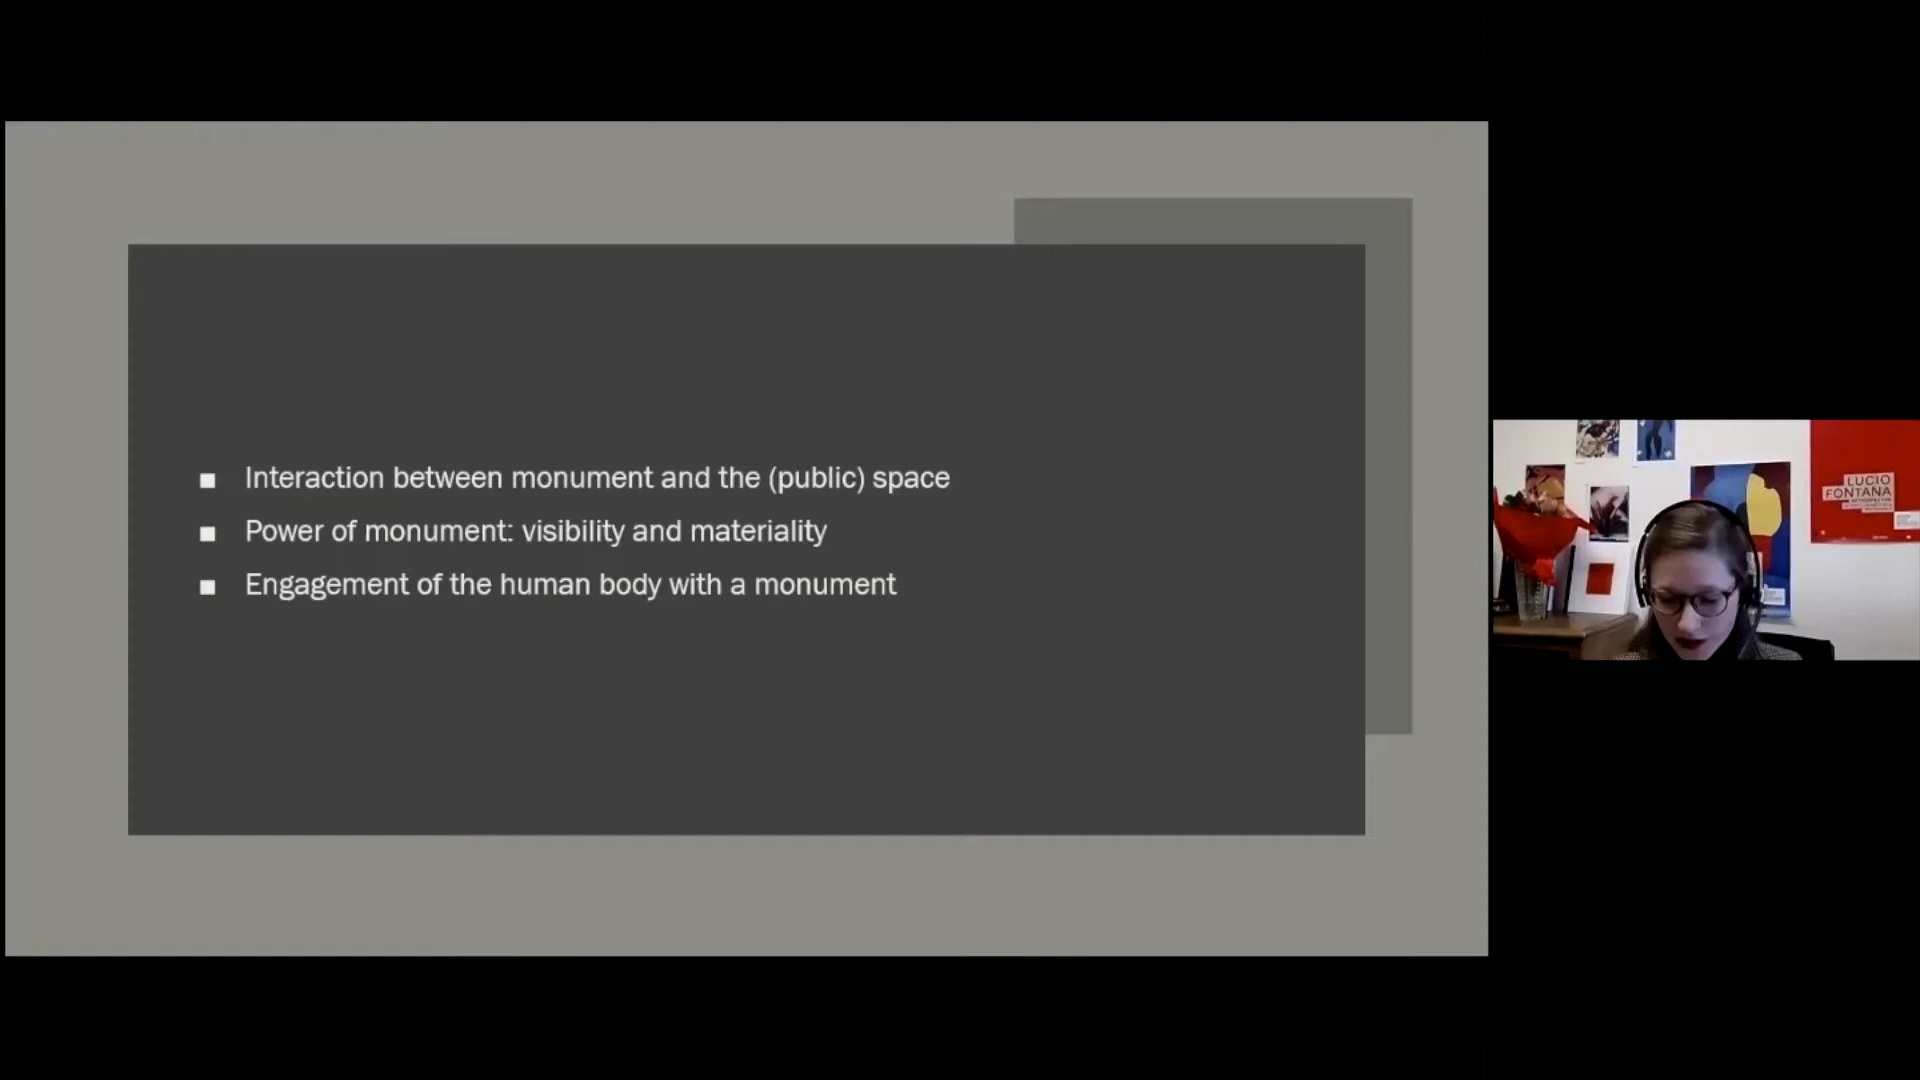 Interaction between monument and the (public) space
Power of monument: visibility and materiality
Engagement of the human body with a monument
LUCIO
FONTANA